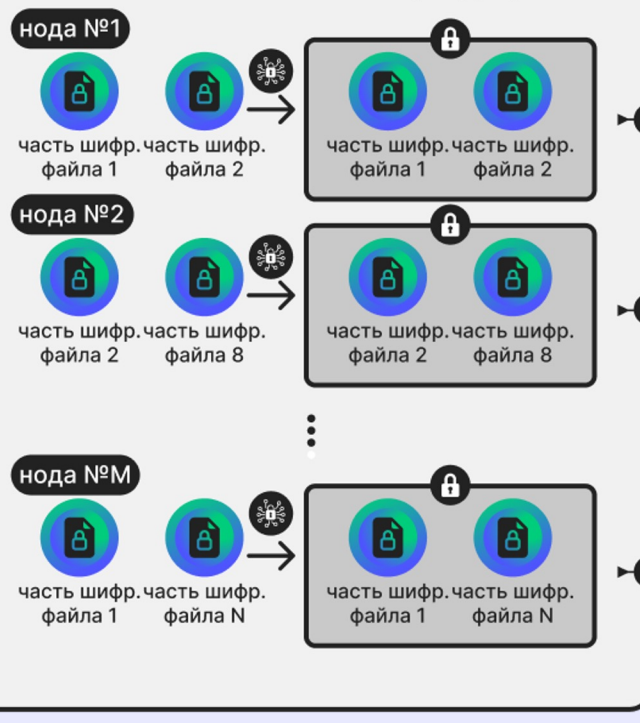 нода №1
часть шифр. часть шифр. часть шифр. часть шифр.
файла 1 файла 2 файла 1 файла 2
нода №2
часть шифр. часть шифр. часть шифр. часть шифр.
файла 2 файла 8 файла 2 файла 8
нода №M
часть шифр. часть шифр. часть шифр. часть шифр.
файла 1 файла N файла 1 файла N